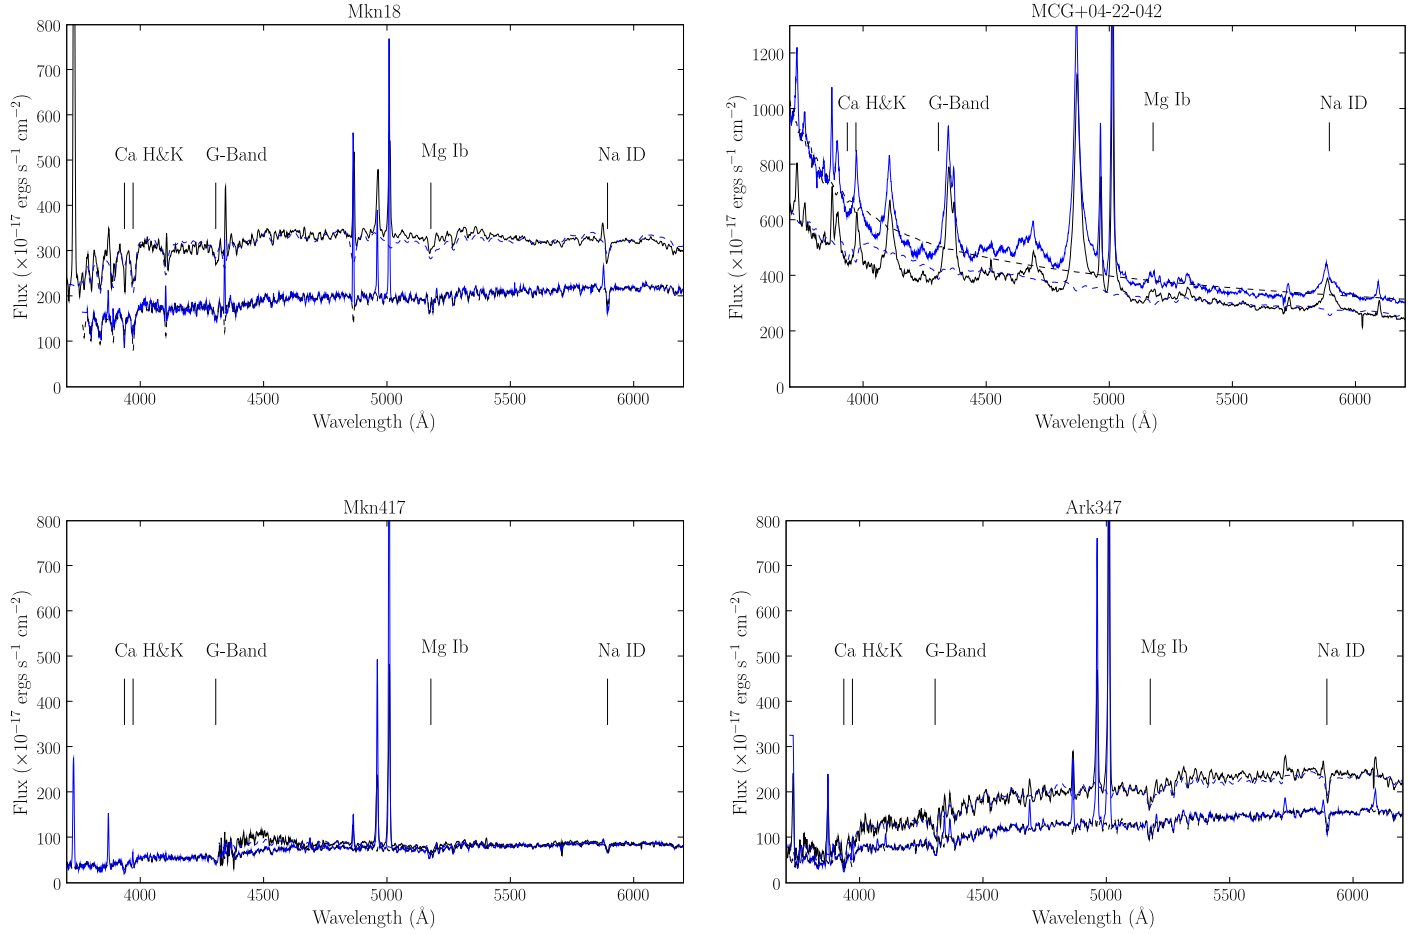 Mkn18
800
700
600
500
400
300
200
100
0
Flux (×10−17 ergs s−1 cm−2)
Ca H&K
G-Band
Mg Ib
Na ID
4000 4500 5000 5500 6000
Wavelength (Å)
MCG+04-22-042
1200
1000
800
600
400
200
0
Flux (×10−17 ergs s−1 cm−2)
Ca H&K
G-Band
Mg Ib
Na ID
4000 4500 5000 5500 6000
Wavelength (Å)
Mkn417
800
700
600
500
400
300
200
100
0
Flux (×10−17 ergs s−1 cm−2)
Ca H&K
G-Band
Mg Ib
Na ID
4000 4500 5000 5500 6000
Wavelength (Å)
Ark347
800
700
600
500
400
300
200
100
0
Flux (×10−17 ergs s−1 cm−2)
Ca H&K
G-Band
Mg Ib
Na ID
4000 4500 5000 5500 6000
Wavelength (Å)